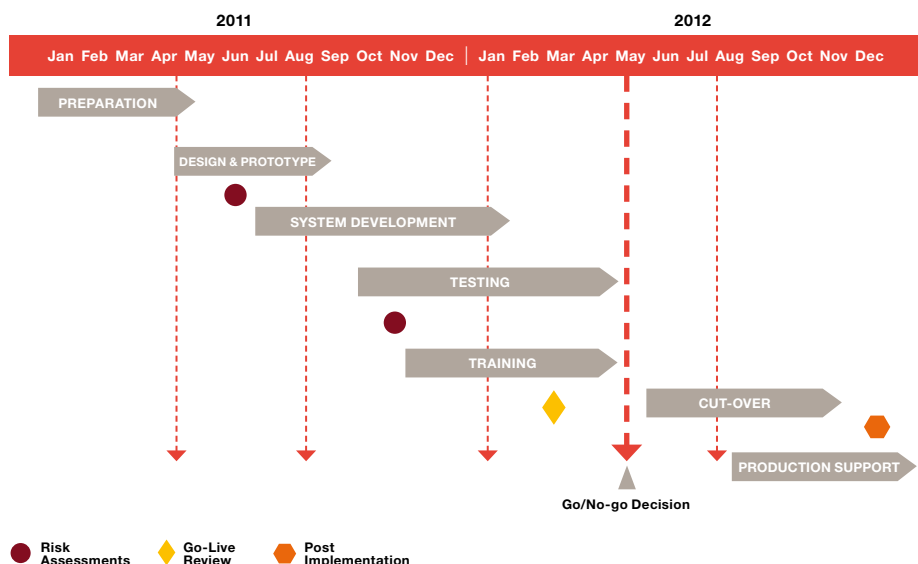 2011 2012
Jan Feb Mar Apr May Jun Jul Aug Sep Oct Nov Dec Jan Feb Mar Apr May Jun Jul Aug Sep Oct Nov Dec
PREPARATION
DESIGN & PROTOTYPE
SYSTEM DEVELOPMENT
TESTING
TRAINING
CUT-OVER
PRODUCTION SUPPORT
Go/No-go Decision
Risk Go-Live Post
Assessments Review Implementation